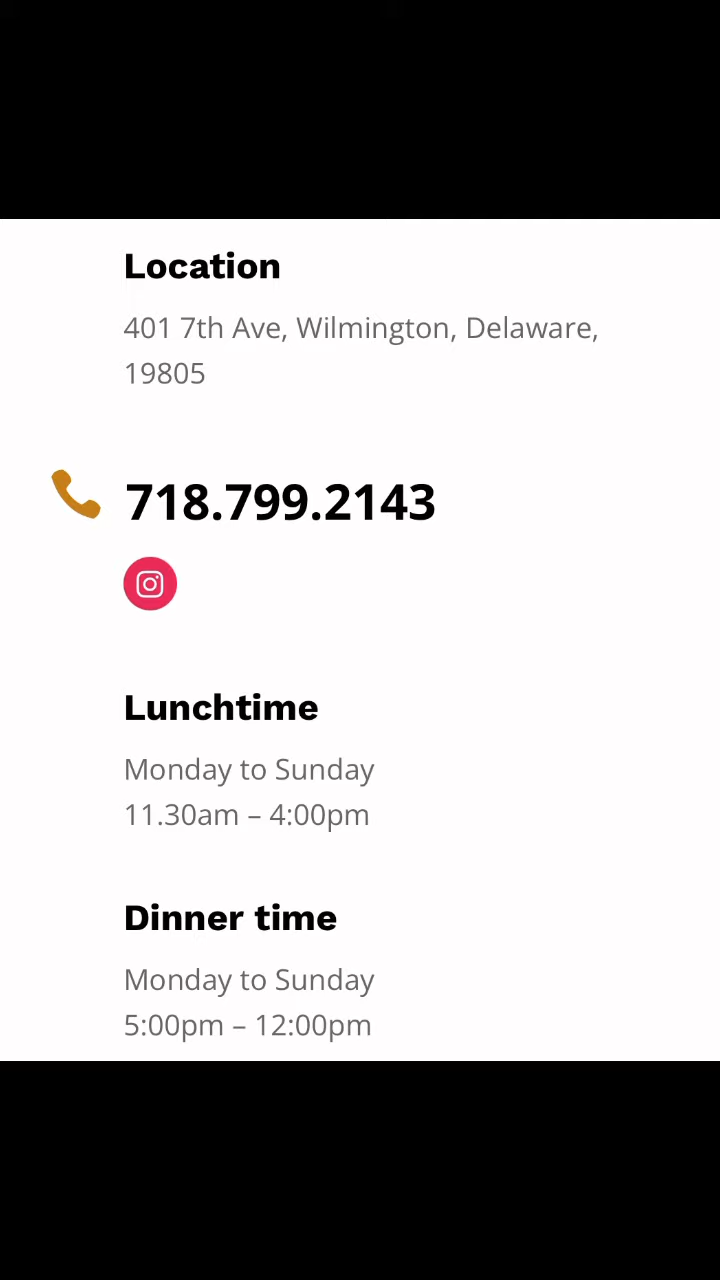 Location
401 7th Ave, Wilmington, Delaware,
19805
718.799.2143
Lunchtime
Monday to Sunday
11.30am – 4:00pm
Dinner time
Monday to Sunday
5:00pm – 12:00pm